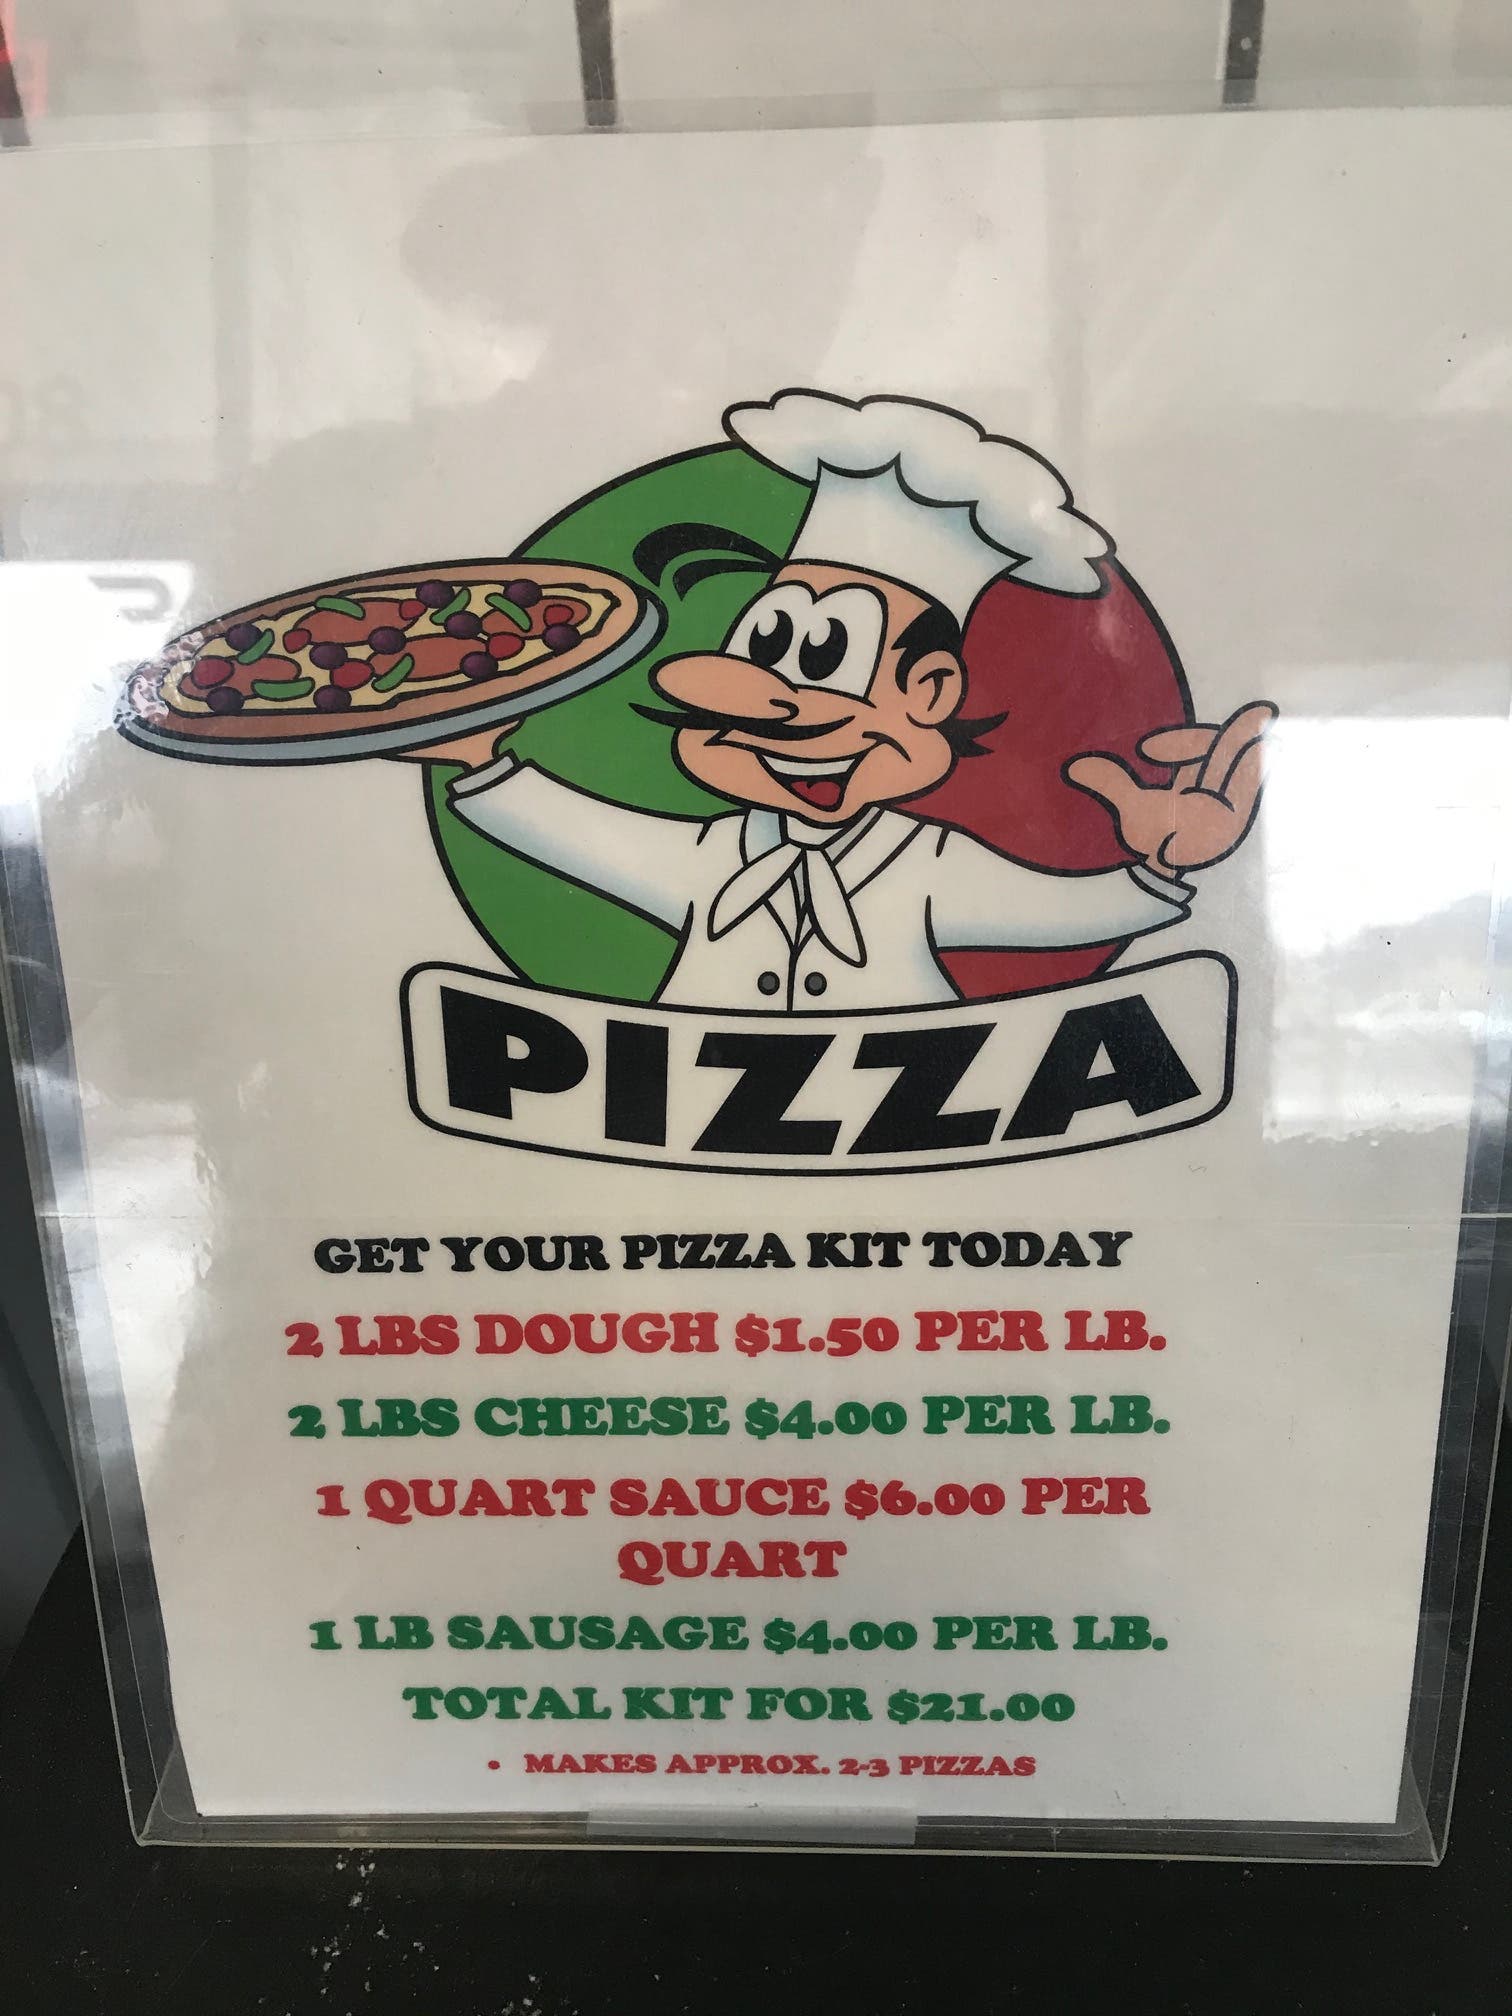 PIZZA
GET YOUR PIZZA KIT TODAY
2 LBS DOUGH $1.50 PER LB.
2 LBS CHEESE $4.00 PER LB.
1 QUART SAUCE $6.00 PER
QUART
1 LB SAUSAGE $4.00 PER LB.
TOTAL KIT FOR $21.00
• MAKES APPROX. 2-3 PIZZAS